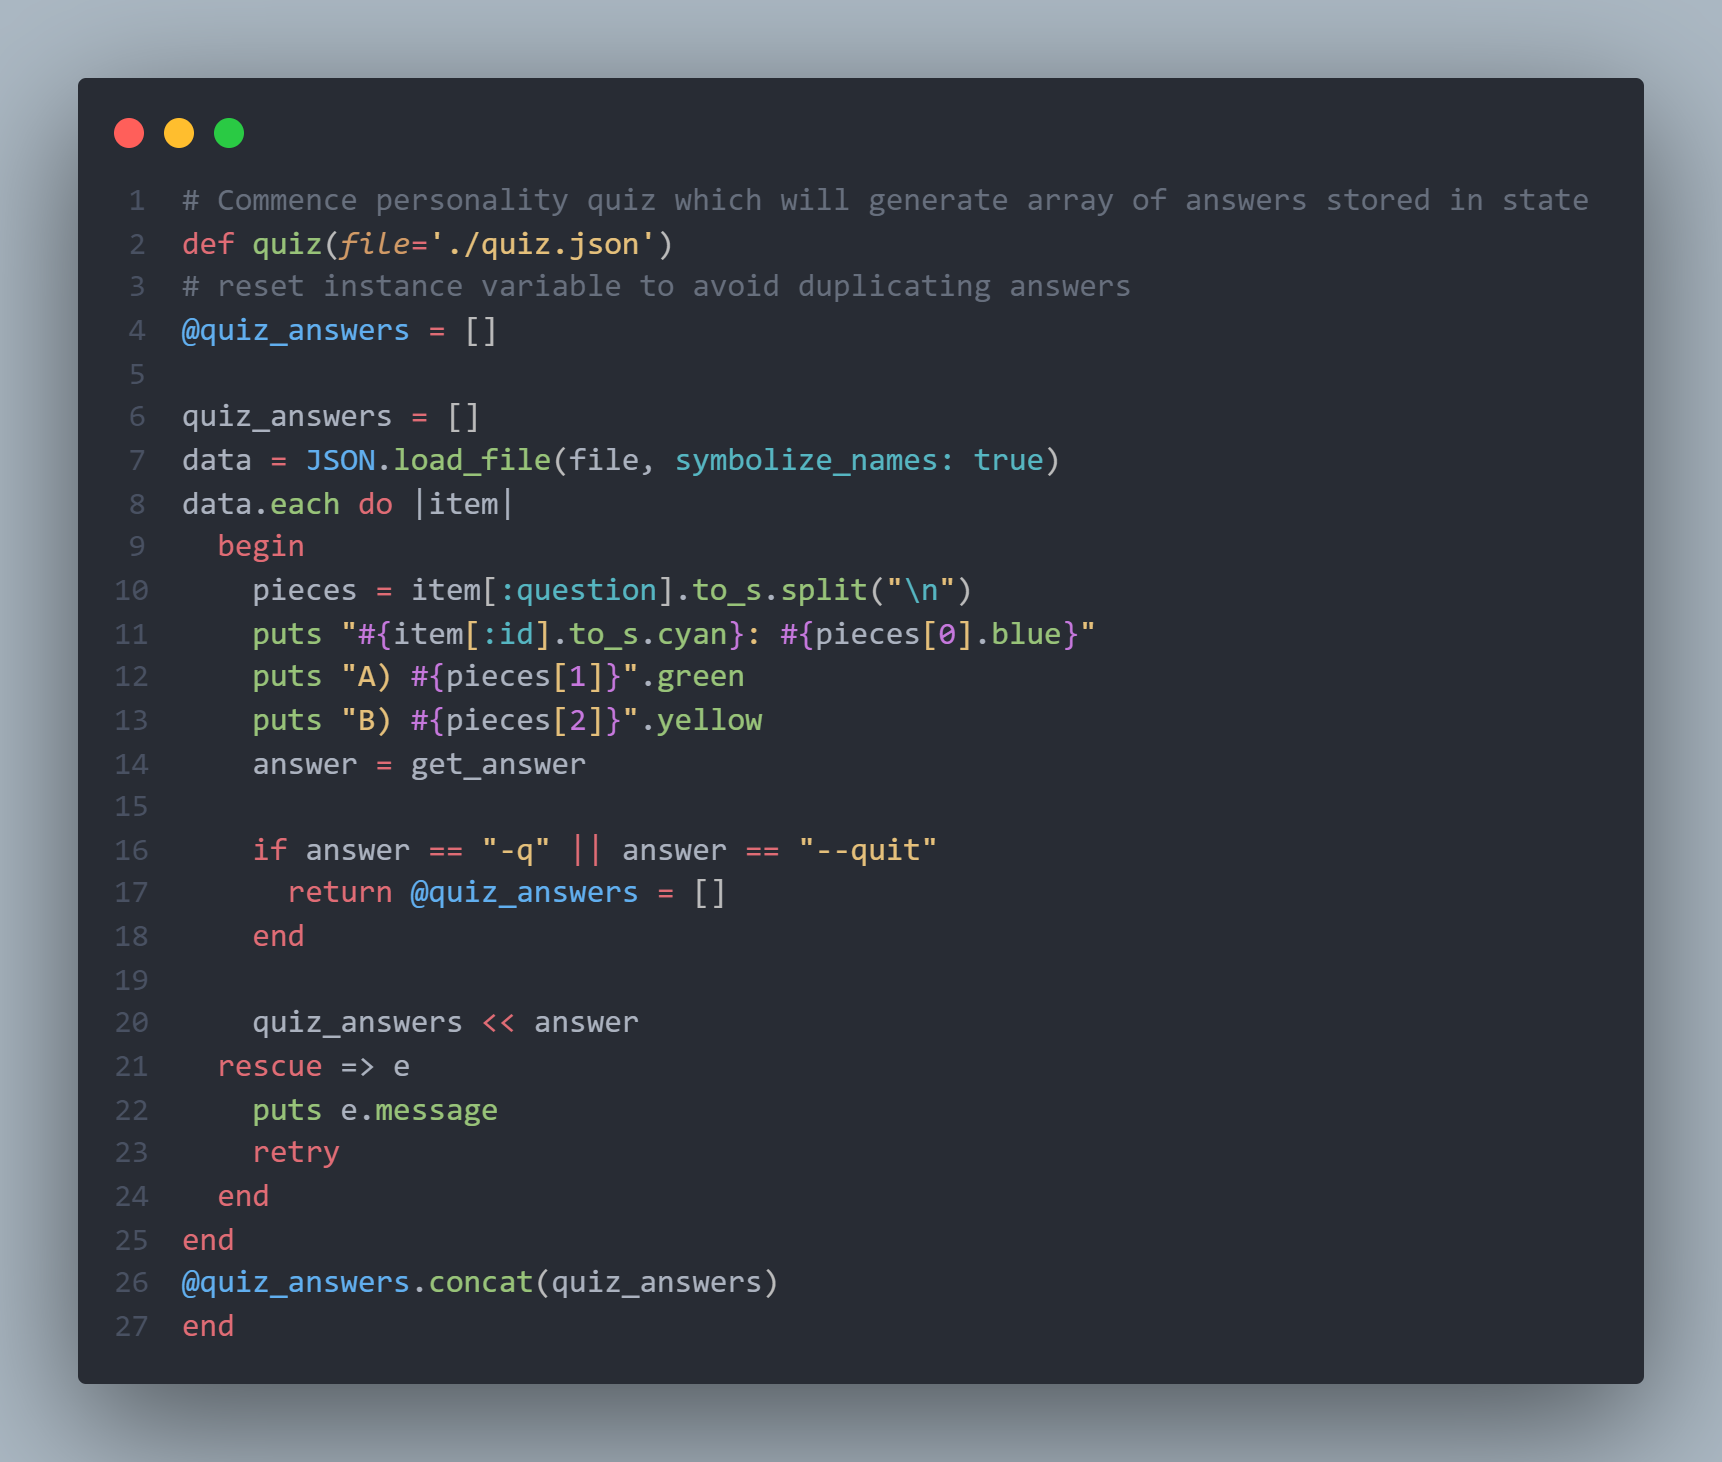 1 # Commence personality quiz which will generate array of answers stored in state
2 def quiz(file='./quiz.json')
3 # reset instance variable to avoid duplicating answers
4 @quiz_answers = []
5
6 quiz_answers = []
7 data = JSON.load_file(file, symbolize_names: true)
8 data.each do |item|
9   begin
10     pieces = item[:question].to_s.split("\n")
11     puts "#{item[:id].to_s.cyan}: #{pieces[0].blue}"
12     puts "A) #{pieces[1]}".green
13     puts "B) #{pieces[2]}".yellow
14     answer = get_answer
15
16     if answer == "-q" || answer == "--quit"
17       return @quiz_answers = []
18     end
19
20     quiz_answers << answer
21   rescue => e
22     puts e.message
23     retry
24   end
25 end
26 @quiz_answers.concat(quiz_answers)
27 end